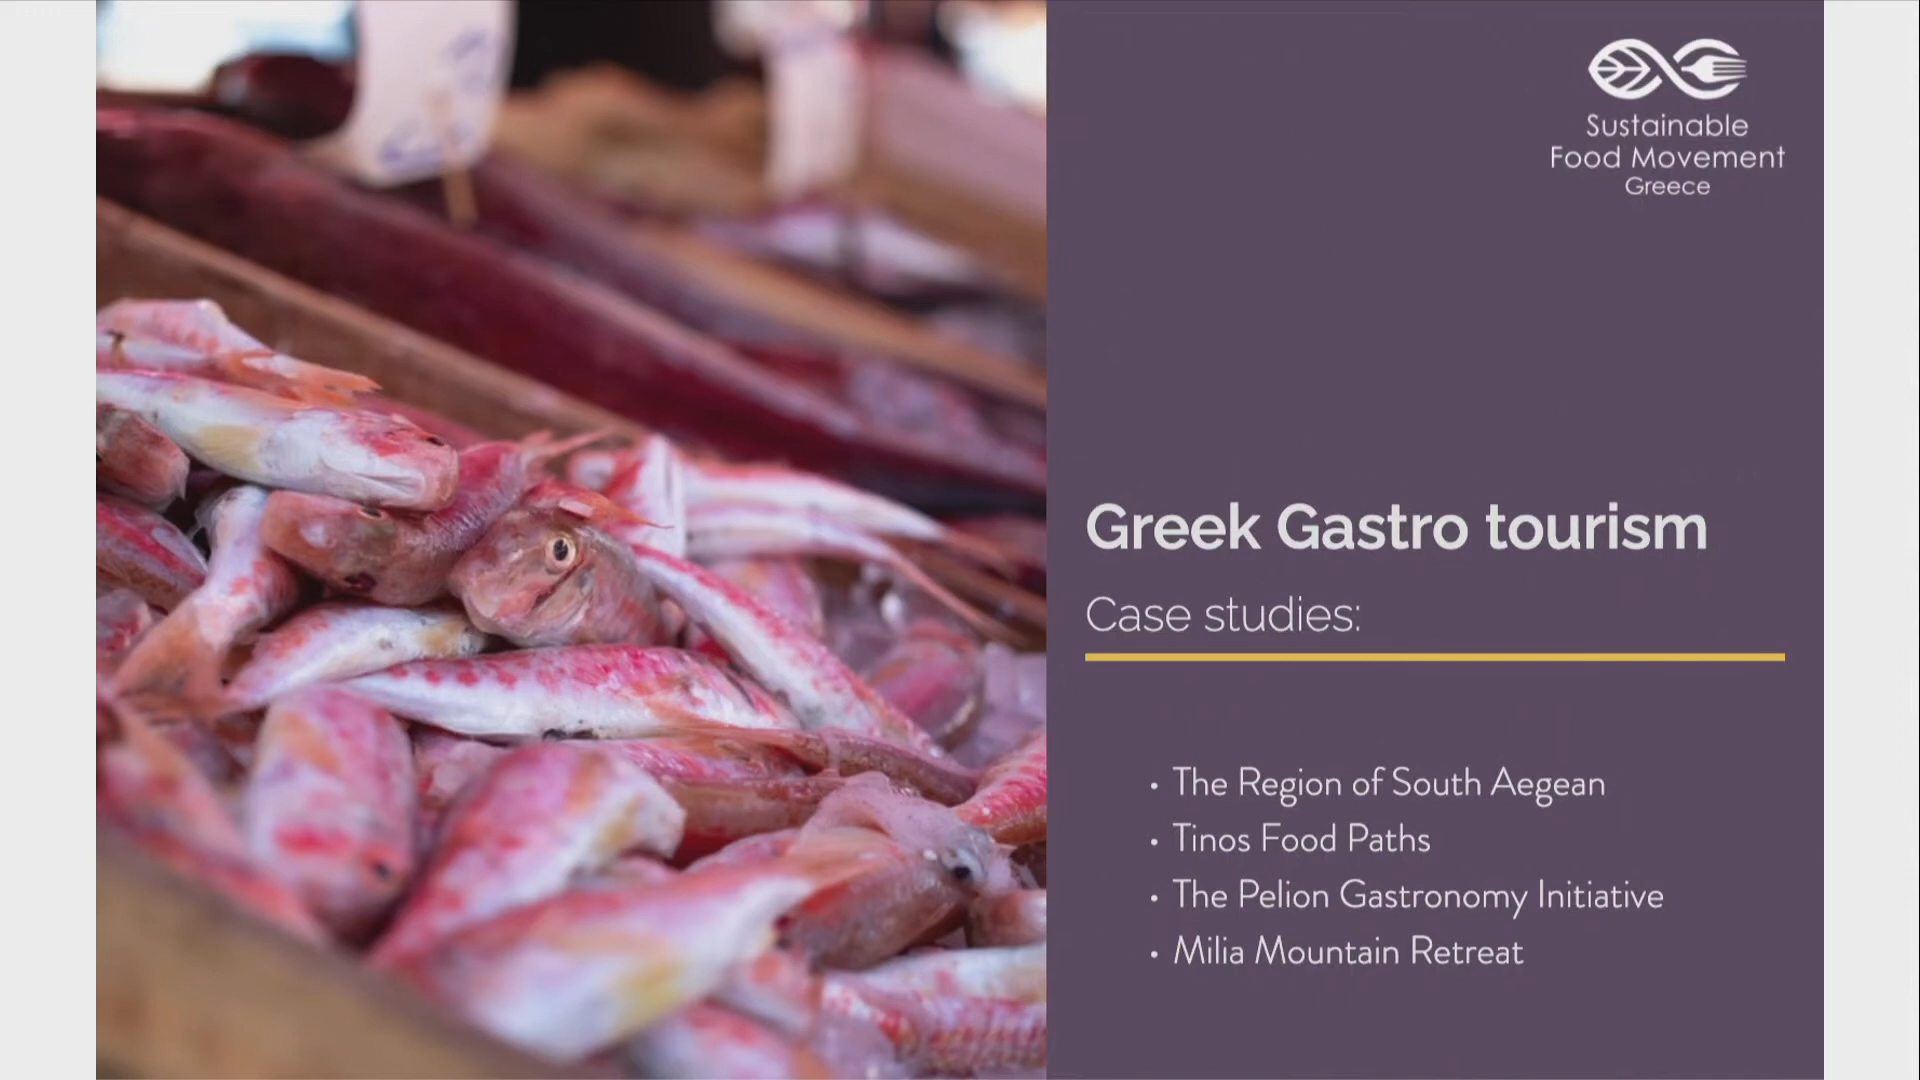 Sustainable
Food Movement
Greece
Greek Gastro tourism
Case studies:
• The Region of South Aegean
• Tinos Food Paths
• The Pelion Gastronomy Initiative
• Milia Mountain Retreat